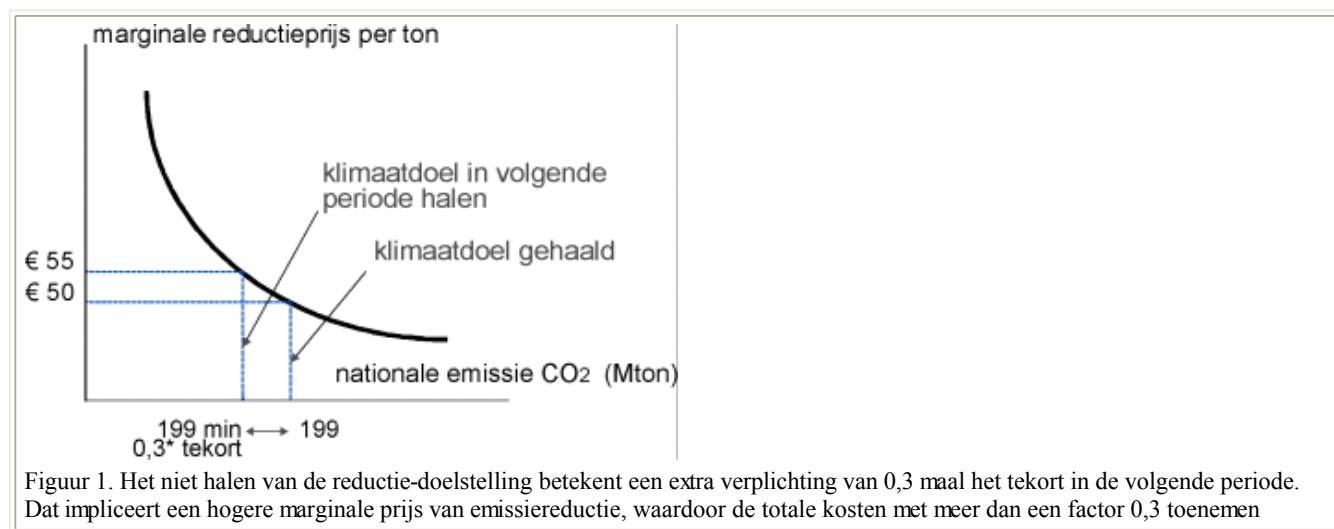 marginale reductieprijs per ton
klimaatdoel in volgende
periode halen
klimaatdoel gehaald
€ 55
€ 50
nationale emissie CO2 (Mton)
199 min ↔ 199
0,3* tekort
Figuur 1. Het niet halen van de reductie-doelstelling betekent een extra verplichting van 0,3 maal het tekort in de volgende periode.
Dat impliceert een hogere marginale prijs van emissiereductie, waardoor de totale kosten met meer dan een factor 0,3 toenemen